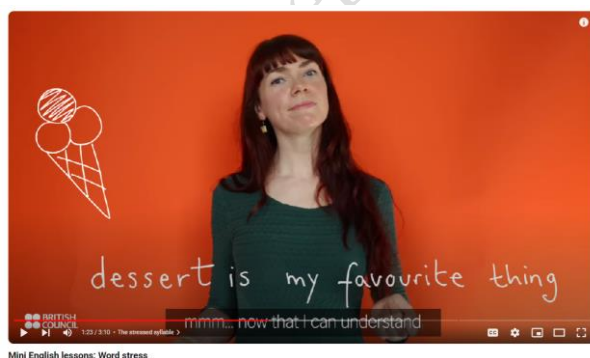 dessert is my favourite thing
BRITISH
COUNCIL
mmm... now that I can understand
1:23 / 3:10 • The stressed syllable >
CC
Mini English lessons: Word stress